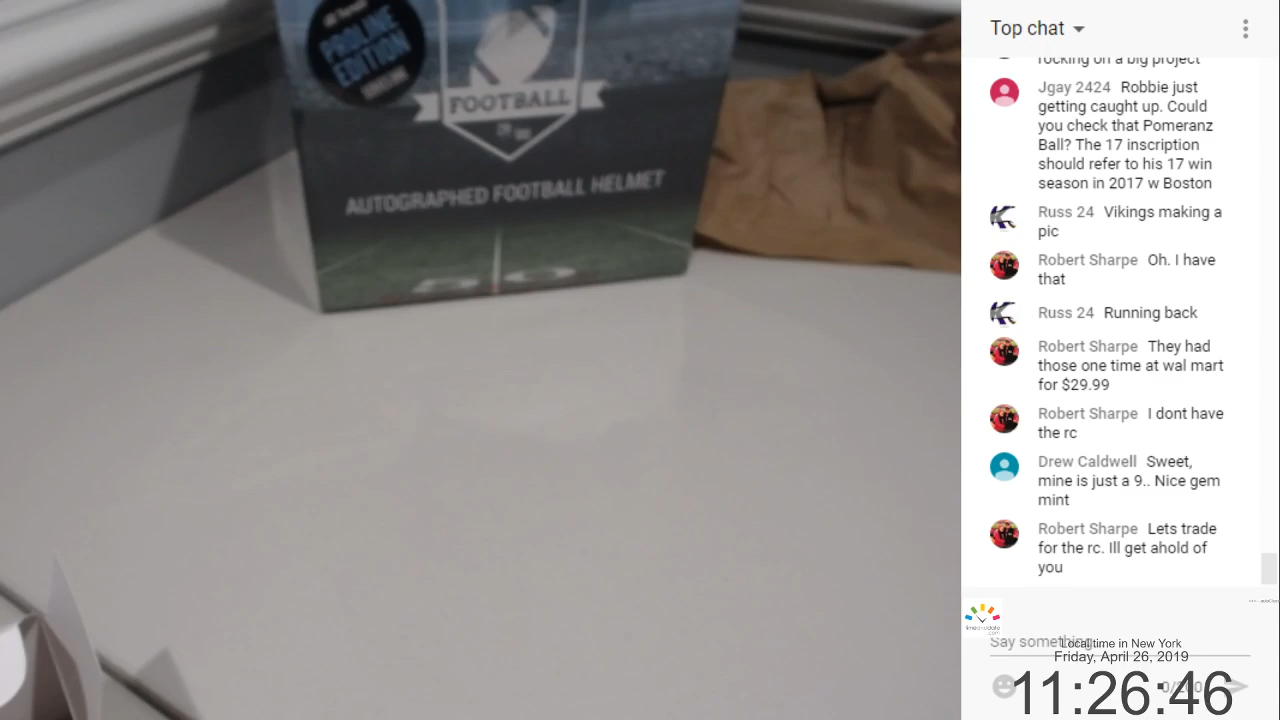 PROLINE
EDITION
FOOTBALL
AUTOGRAPHED FOOTBALL HELMET
50
Top chat
rocking on a big project
Jgay 2424 Robbie just
getting caught up. Could
you check that Pomeranz
Ball? The 17 inscription
should refer to his 17 win
season in 2017 w Boston
Russ 24 Vikings making a
pic
Robert Sharpe Oh. I have
that
Russ 24 Running back
Robert Sharpe They had
those one time at wal mart
for $29.99
Robert Sharpe I dont have
the rc
Drew Caldwell Sweet,
mine is just a 9.. Nice gem
mint
Robert Sharpe Lets trade
for the rc. Ill get ahold of
you
Say something...
Local time in New York
Friday, April 26, 2019
11:26:46